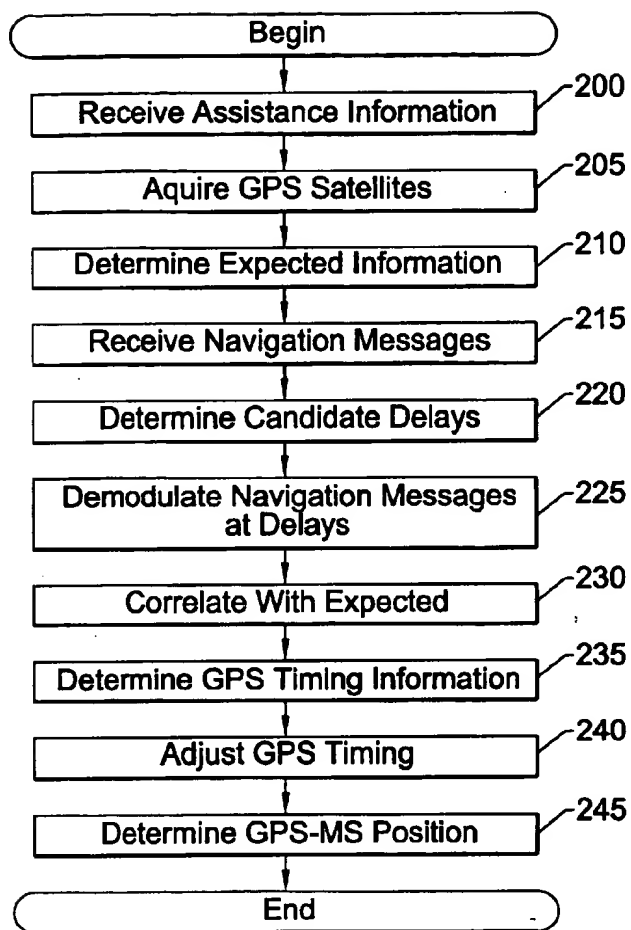 Begin
200
Receive Assistance Information
205
Aquire GPS Satellites
210
Determine Expected Information
215
Receive Navigation Messages
220
Determine Candidate Delays
225
Demodulate Navigation Messages
at Delays
230
Correlate With Expected
235
Determine GPS Timing Information
240
Adjust GPS Timing
245
Determine GPS-MS Position
End